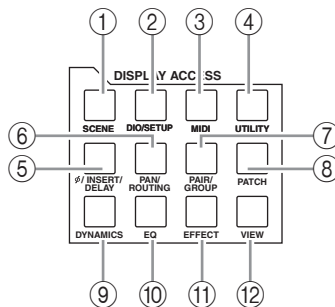 ① ② ③ ④
DISPLAY ACCESS
SCENE DIO/SETUP MIDI UTILITY
⑥ ⑦
⑤ ⑧
ø/ INSERT/ PAN/ PAIR/ PATCH
DELAY ROUTING GROUP
DYNAMICS EQ EFFECT VIEW
⑨ ⑩ ⑪ ⑫